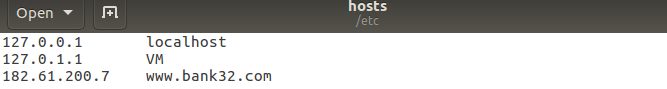 Open
hosts
/etc
127.0.0.1 localhost
127.0.1.1 VM
182.61.200.7 www.bank32.com